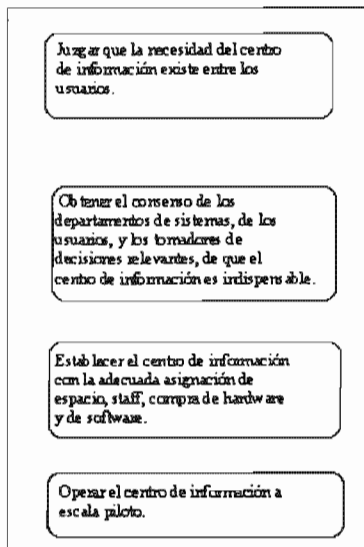 Juzgar que la necesidad del centro
de información existe entre los
usuarios.
Obtener el consenso de los
departamentos de sistemas, de los
usuarios, y los tomadores de
decisiones relevantes, de que el
centro de información es indispensable.
Establecer el centro de información
con la adecuada asignación de
espacio, staff, compra de hardware
y de software.
Operar el centro de información a
escala piloto.